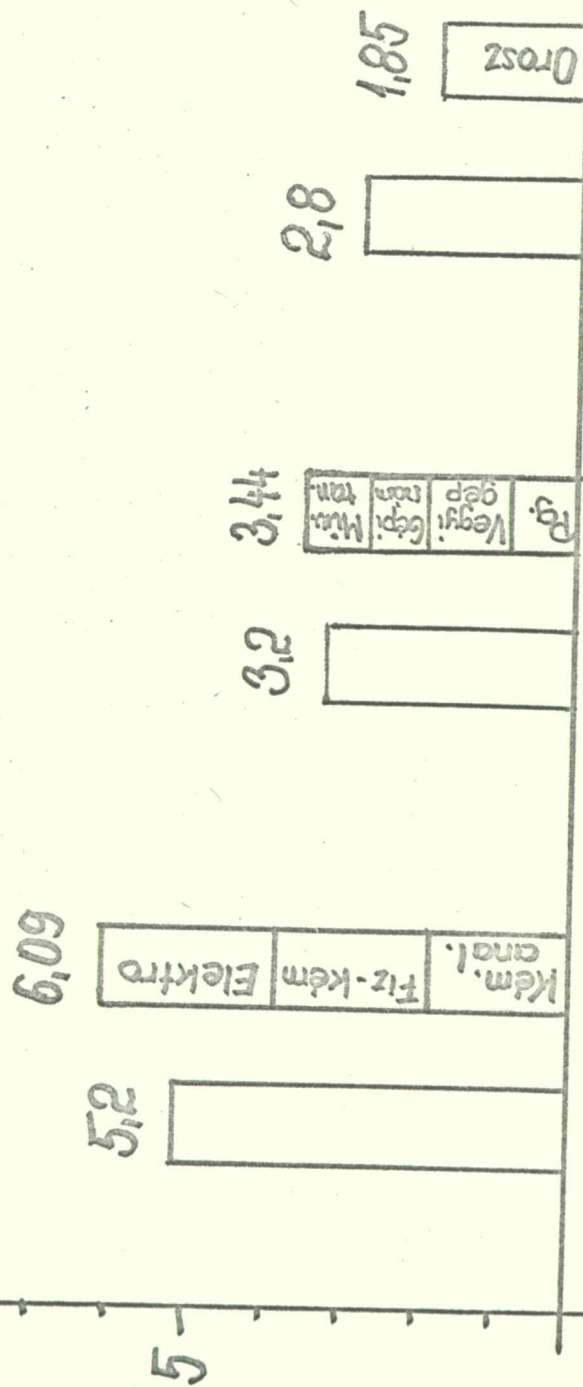 5
5,2
6,09
Elektro
Fiz-kém
Kém.
anal.
3,2
3,44
Műv.
tan.
Gépi
nom
Vegyi
gép
Pg.
2,8
1,85
Orosz